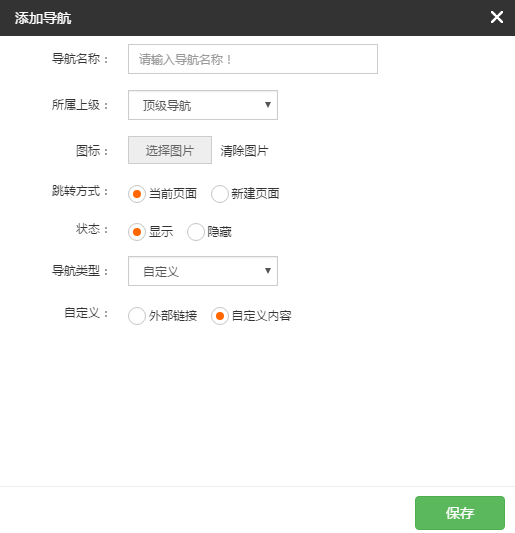 添加导航
导航名称： 请输入导航名称！
所属上级： 顶级导航
图标： 选择图片 清除图片
跳转方式： 当前页面 新建页面
状态： 显示 隐藏
导航类型： 自定义
自定义： 外部链接 自定义内容
保存